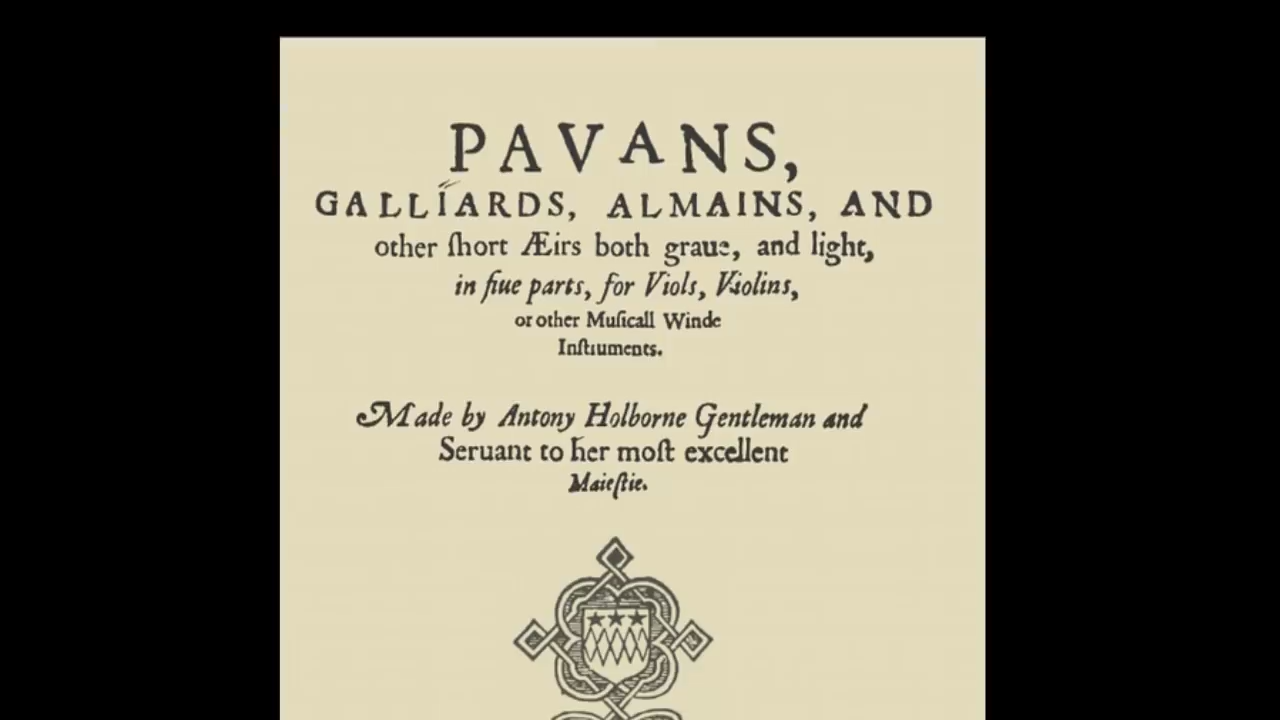 PAVANS,
GALLIARDS, ALMAINS, AND
other ſhort Æirs both graue, and light,
in fiue parts, for Viols, Violins,
or other Muſicall Winde
Inſtruments.
Made by Antony Holborne Gentleman and
Seruant to her moſt excellent
Maieſtie.